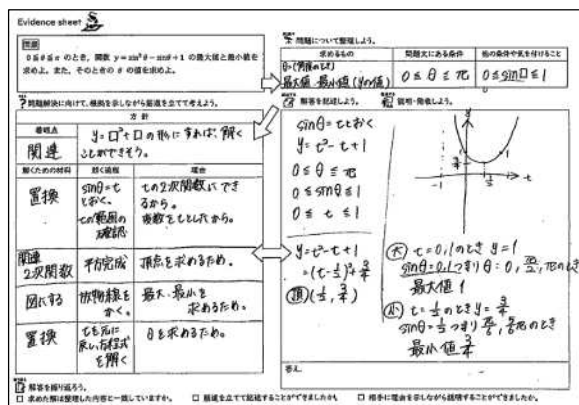 Evidence sheet
問題
0≦θ≦πのとき、関数 y=sin²θ-sinθ+1 の最大値と最小値を
求めよ。また、そのときの θ の値を求めよ。
問題について整理しよう。
求めるもの
問題文にある条件
他の条件や気を付けること
最大値 最小値 (yの値)
0≦θ≦π
0≦sin□≦1
?問題解決に向けて、根拠を示しながら筋道を立てて考えよう。
方針
着眼点
関連
y=□²+□の形にすれば、解く
ことができそう。
解くための材料
解く過程
理由
置換
sinθ=t
とおく。
tの範囲の
確認
tの2次関数にでき
るから。
変数をtとしたから。
関連
2次関数
平方完成
頂点を求めるため。
図にする
放物線を
かく。
最大、最小を
求めるため。
置換
tを元に
戻し方程式
を解く
θを求めるため。
解答を記述しよう。
sinθ=tとおく
y=t²-t+1
0≦θ≦π
0≦sinθ≦1
0≦t≦1
y=t²-t+1
=(t-1/2)²+3/4
頂(1/2, 3/4)
説明・発表しよう。
y
1
3/4
-1
1/2
1
t
大 t=0,1のとき y=1
sinθ=0,1つまりθ=0, π/2, πのとき
最大値 1
小 t=1/2のときy=3/4
sinθ=1/2つまりπ/6, 5/6πのとき
最小値 3/4
答え
解答を振り返ろう。
□ 求めた解は整理した内容と一致していますか。 □ 筋道を立てて記述することができましたか □ 相手に理由を示しながら説明することができましたか。